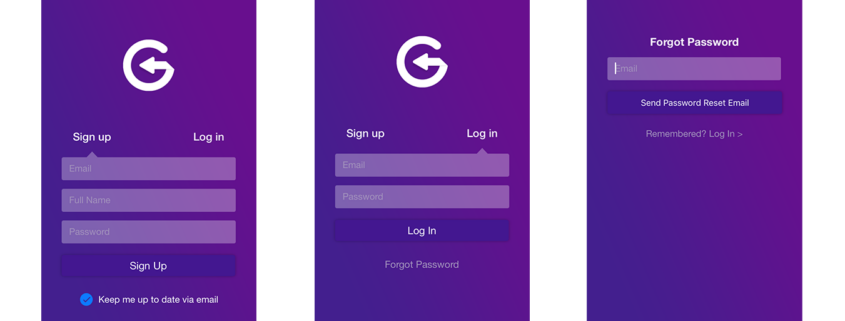 Sign up Log in
Email
Full Name
Password
Sign Up
Keep me up to date via email
Sign up Log in
Email
Password
Log In
Forgot Password
Forgot Password
Email
Send Password Reset Email
Remembered? Log In >